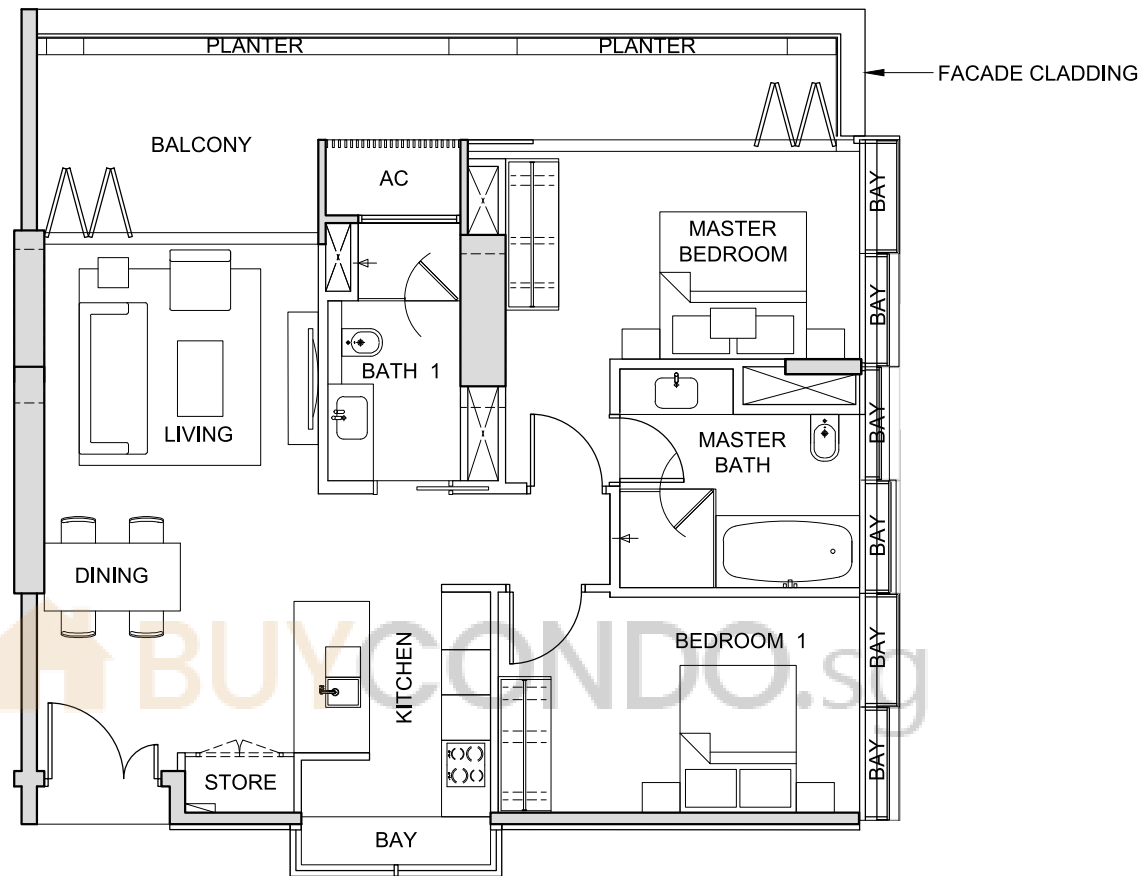 PLANTER
PLANTER
FACADE CLADDING
BALCONY
AC
BAY
MASTER
BEDROOM
BAY
BATH 1
LIVING
BAY
MASTER
BATH
BAY
DINING
BUYCONDO.sg
KITCHEN
BEDROOM 1
BAY
STORE
BAY
BAY